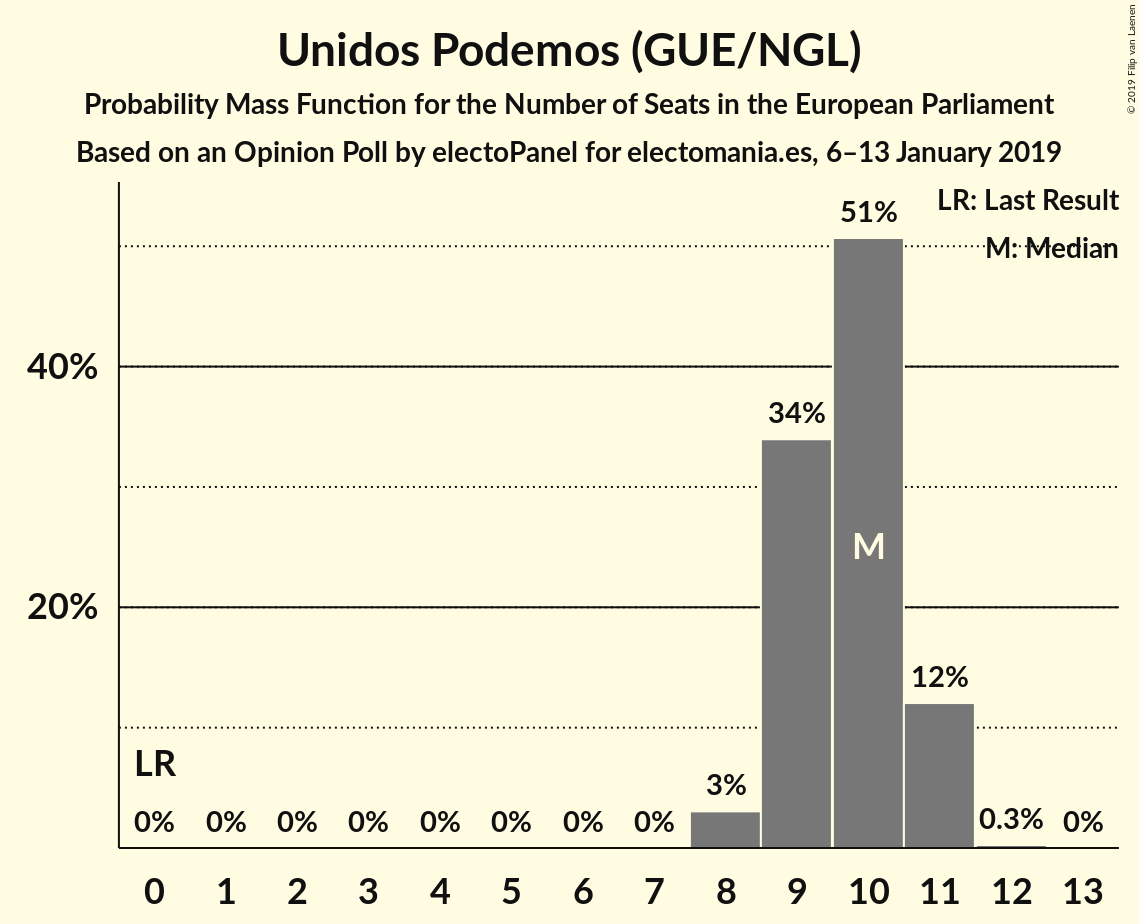 Unidos Podemos (GUE/NGL)
Probability Mass Function for the Number of Seats in the European Parliament
Based on an Opinion Poll by electoPanel for electomania.es, 6–13 January 2019
© 2019 Filip van Laenen
LR: Last Result
M: Median
51%
40%
34%
M
20%
12%
LR
3%
0% 0% 0% 0% 0% 0% 0% 0% 0.3% 0%
0 1 2 3 4 5 6 7 8 9 10 11 12 13